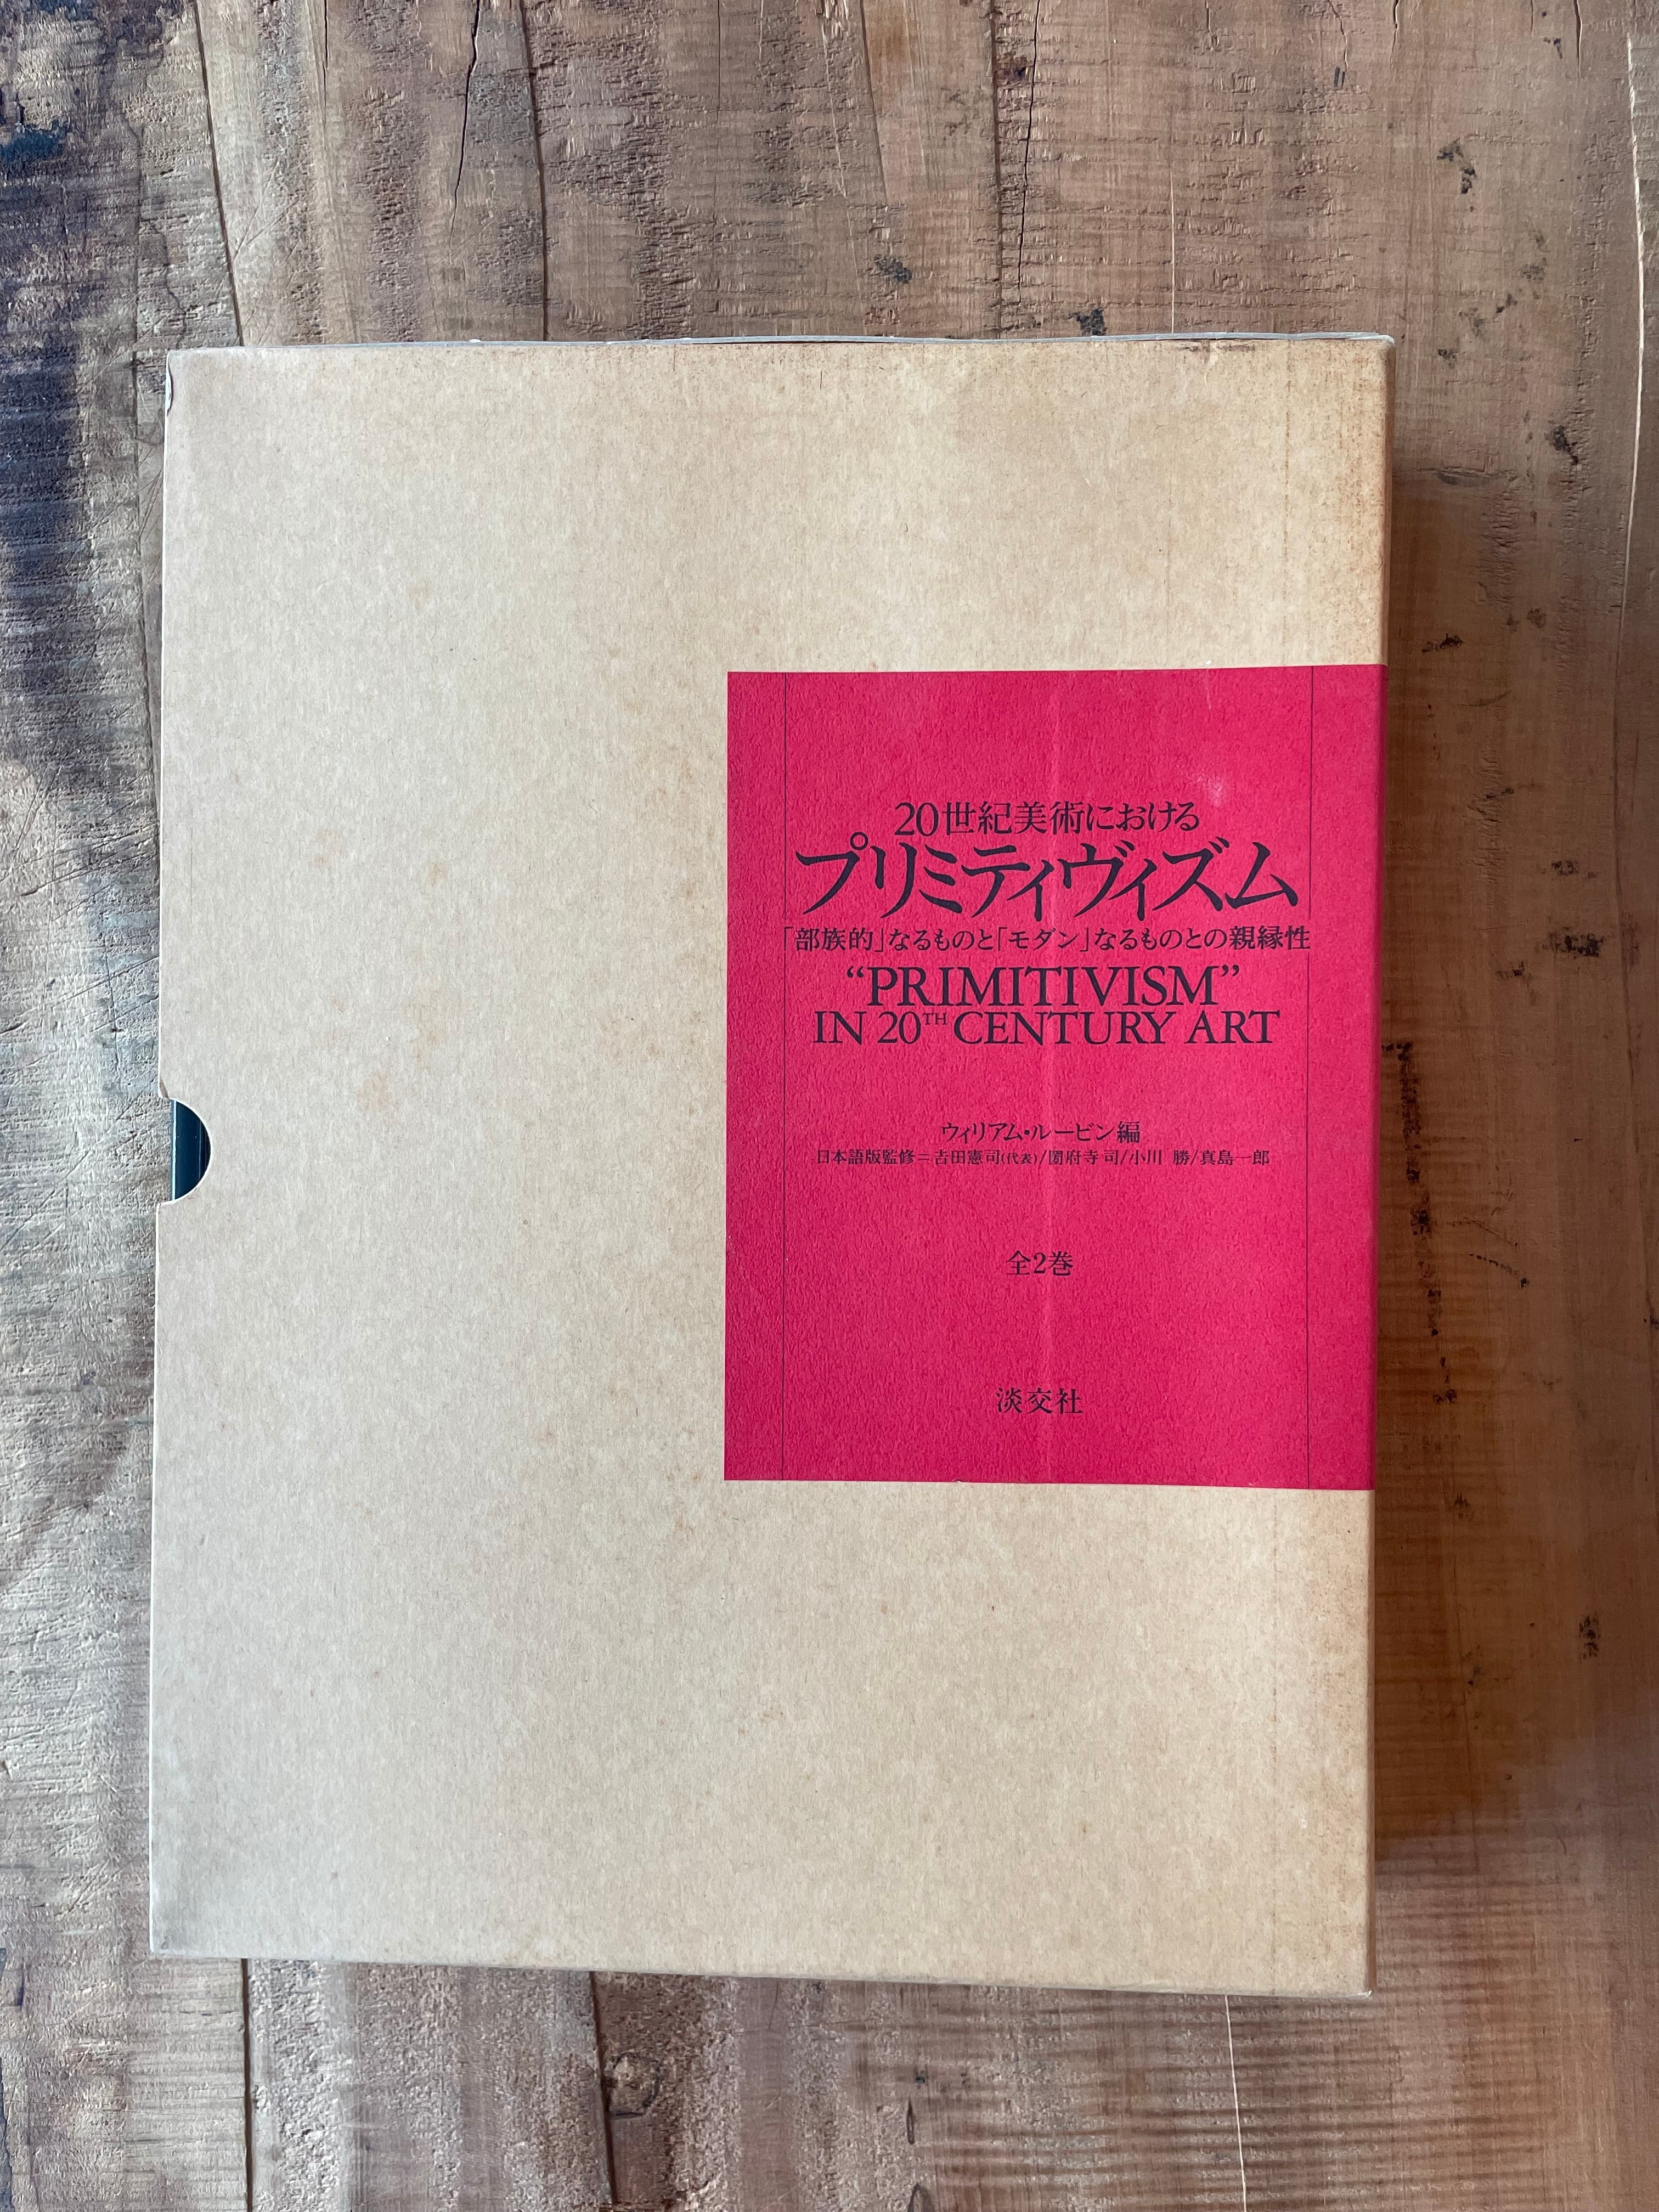 20世紀美術における
プリミティヴィズム
「部族的」なるものと「モダン」なるものとの親縁性
“PRIMITIVISM”
IN 20TH CENTURY ART
ウィリアム・ルービン編
日本語版監修=吉田憲司(代表)/圀府寺 司/小川 勝/真島一郎
全2巻
淡交社